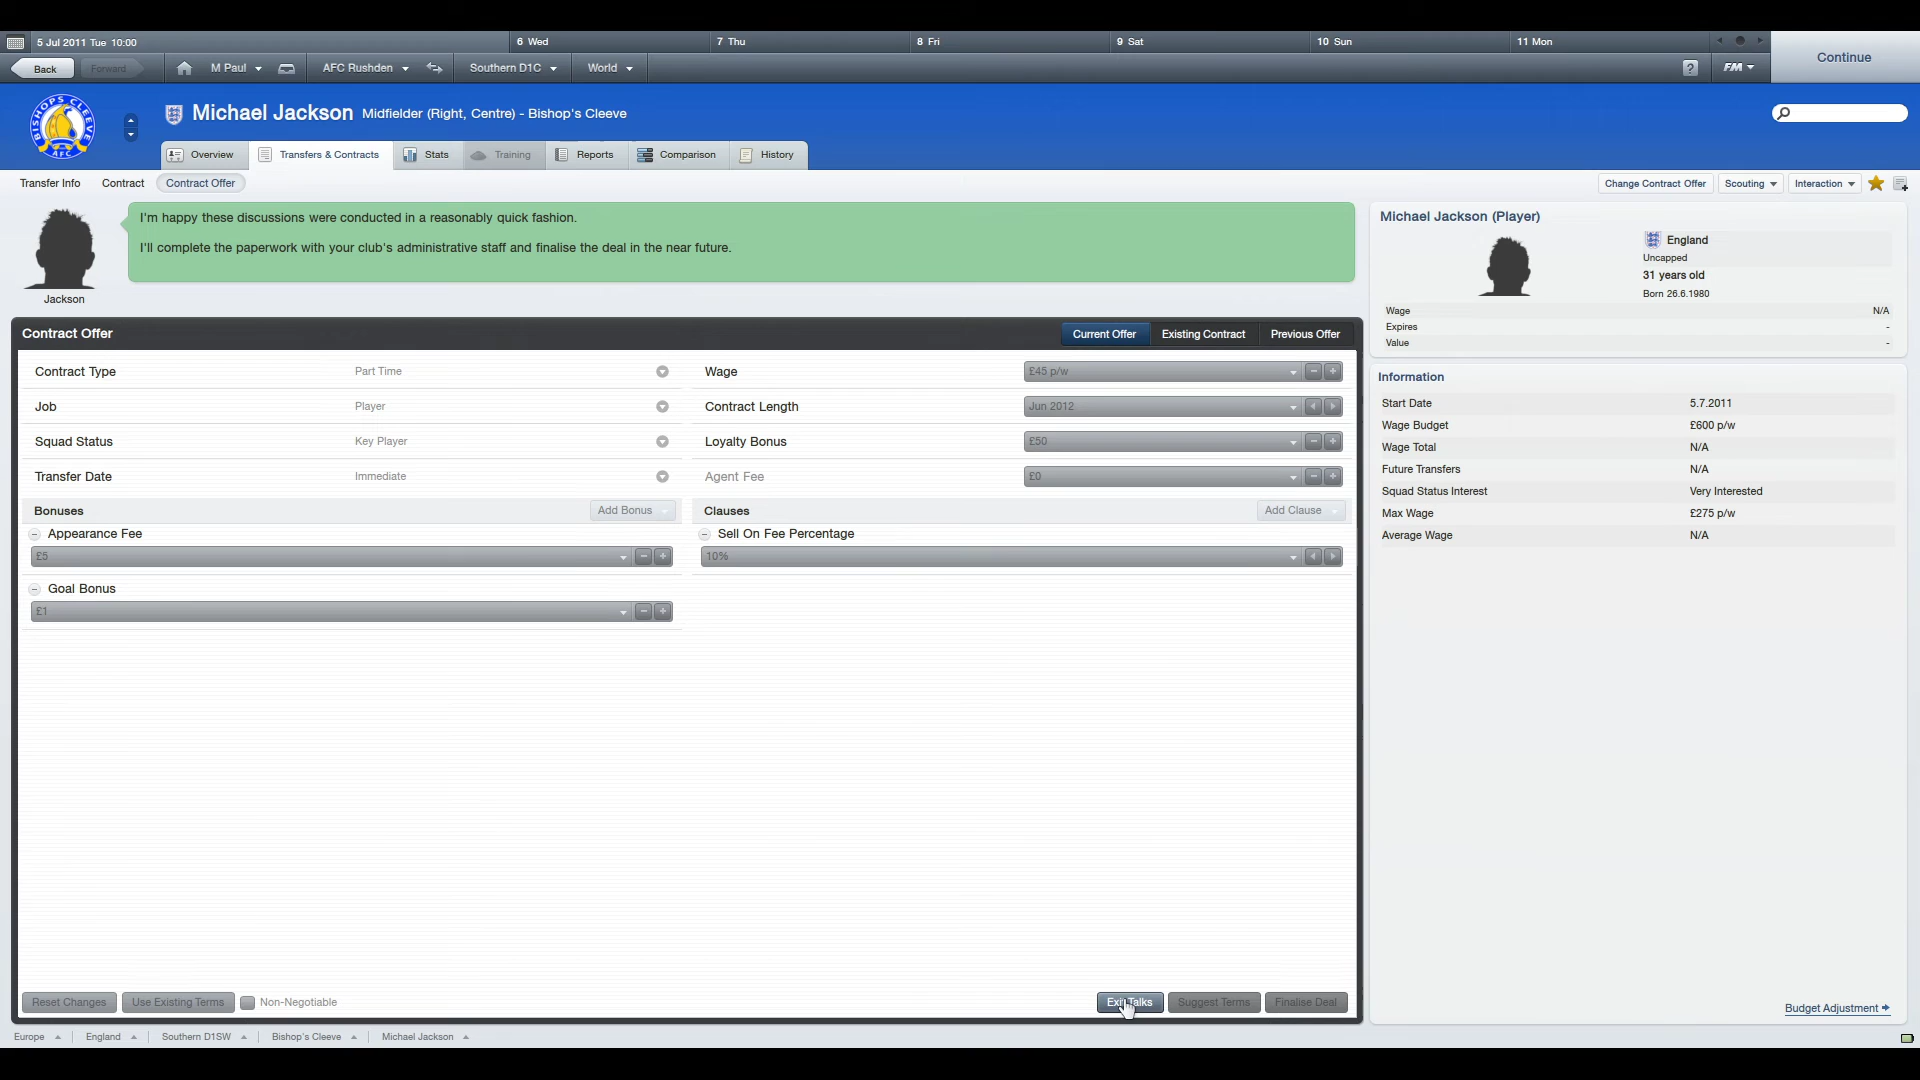 5 Jul 2011 Tue 10:00
6 Wed
7 Thu
8 Fri
9 Sat
10 Sun
11 Mon
Continue
Back
Forward
M Paul
AFC Rushden
Southern D1C
World
?
FM
BISHOPS CLEEVE
AFC
Michael Jackson Midfielder (Right, Centre) - Bishop's Cleeve
Overview
Transfers & Contracts
Stats
Training
Reports
Comparison
History
Transfer Info
Contract
Contract Offer
Change Contract Offer
Scouting
Interaction
I'm happy these discussions were conducted in a reasonably quick fashion.
I'll complete the paperwork with your club's administrative staff and finalise the deal in the near future.
Jackson
Contract Offer
Current Offer
Existing Contract
Previous Offer
Contract Type Part Time
Job Player
Squad Status Key Player
Transfer Date Immediate
Wage £45 p/w
Contract Length Jun 2012
Loyalty Bonus £50
Agent Fee £0
Bonuses
Add Bonus
Appearance Fee
£5
Goal Bonus
£1
Clauses
Add Clause
Sell On Fee Percentage
10%
Reset Changes
Use Existing Terms
Non-Negotiable
Exit Talks
Suggest Terms
Finalise Deal
Michael Jackson (Player)
England
Uncapped
31 years old
Born 26.6.1980
Wage N/A
Expires -
Value -
Information
Start Date 5.7.2011
Wage Budget £600 p/w
Wage Total N/A
Future Transfers N/A
Squad Status Interest Very Interested
Max Wage £275 p/w
Average Wage N/A
Budget Adjustment
Europe
England
Southern D1SW
Bishop's Cleeve
Michael Jackson